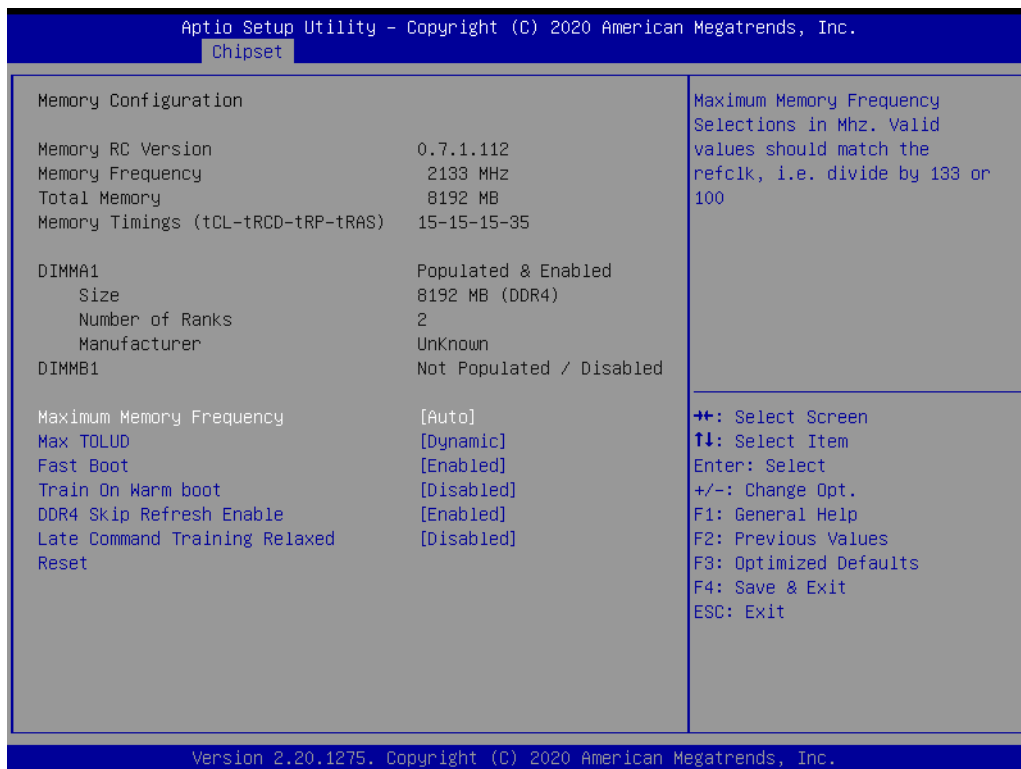 Aptio Setup Utility – Copyright (C) 2020 American Megatrends, Inc.
Chipset
Memory Configuration
Memory RC Version 0.7.1.112
Memory Frequency 2133 MHz
Total Memory 8192 MB
Memory Timings (tCL-tRCD-tRP-tRAS) 15-15-15-35
DIMMA1 Populated & Enabled
Size 8192 MB (DDR4)
Number of Ranks 2
Manufacturer UnKnown
DIMMB1 Not Populated / Disabled
Maximum Memory Frequency [Auto]
Max TOLUD [Dynamic]
Fast Boot [Enabled]
Train On Warm boot [Disabled]
DDR4 Skip Refresh Enable [Enabled]
Late Command Training Relaxed [Disabled]
Reset
Maximum Memory Frequency
Selections in Mhz. Valid
values should match the
refclk, i.e. divide by 133 or
100
→←: Select Screen
↑↓: Select Item
Enter: Select
+/-: Change Opt.
F1: General Help
F2: Previous Values
F3: Optimized Defaults
F4: Save & Exit
ESC: Exit
Version 2.20.1275. Copyright (C) 2020 American Megatrends, Inc.